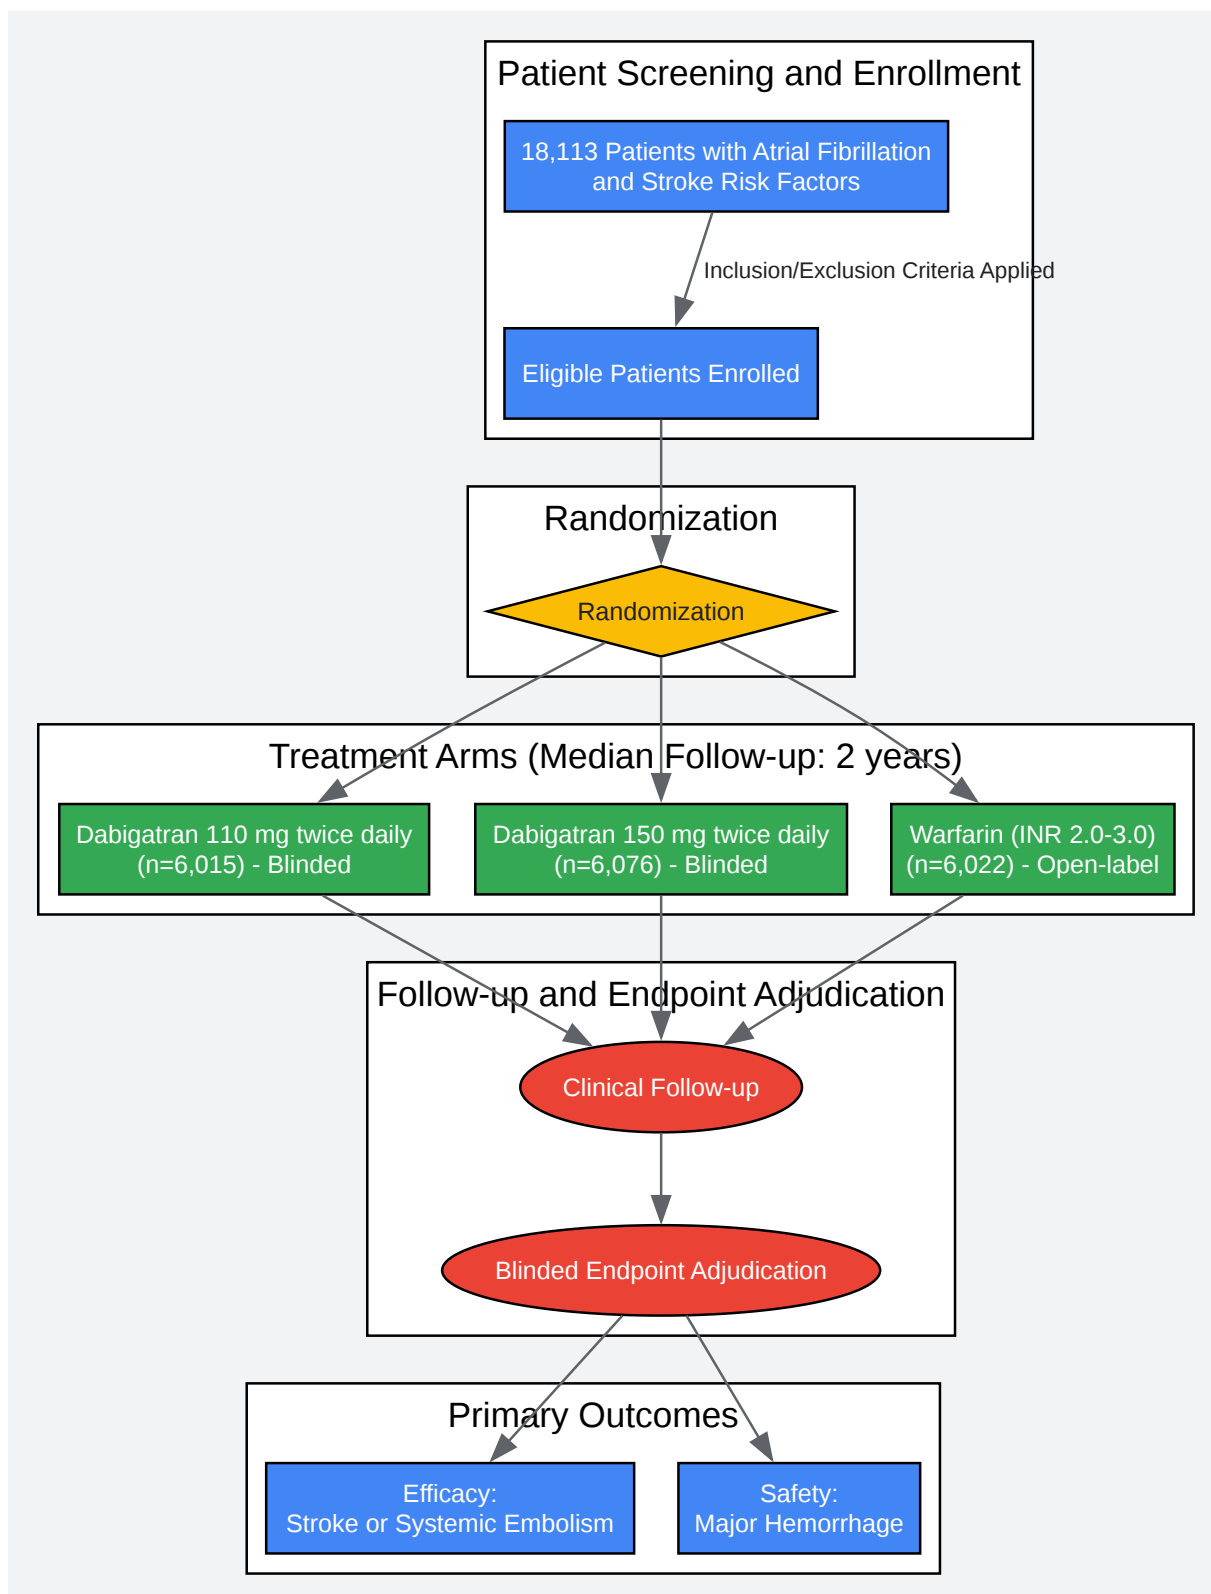 Patient Screening and Enrollment
18,113 Patients with Atrial Fibrillation
and Stroke Risk Factors
Inclusion/Exclusion Criteria Applied
Eligible Patients Enrolled
Randomization
Randomization
Treatment Arms (Median Follow-up: 2 years)
Dabigatran 110 mg twice daily
(n=6,015) - Blinded
Dabigatran 150 mg twice daily
(n=6,076) - Blinded
Warfarin (INR 2.0-3.0)
(n=6,022) - Open-label
Follow-up and Endpoint Adjudication
Clinical Follow-up
Blinded Endpoint Adjudication
Primary Outcomes
Efficacy:
Stroke or Systemic Embolism
Safety:
Major Hemorrhage